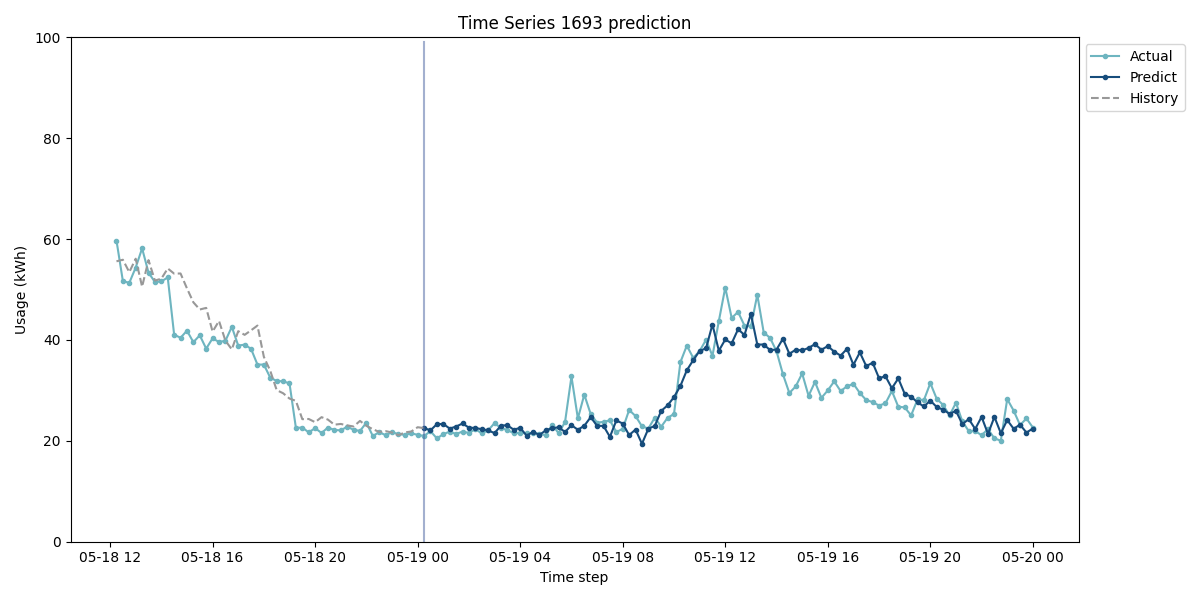 Time Series 1693 prediction
100
80
60
40
20
0
Usage (kWh)
05-18 12
05-18 16
05-18 20
05-19 00
05-19 04
05-19 08
05-19 12
05-19 16
05-19 20
05-20 00
Time step
Actual
Predict
History